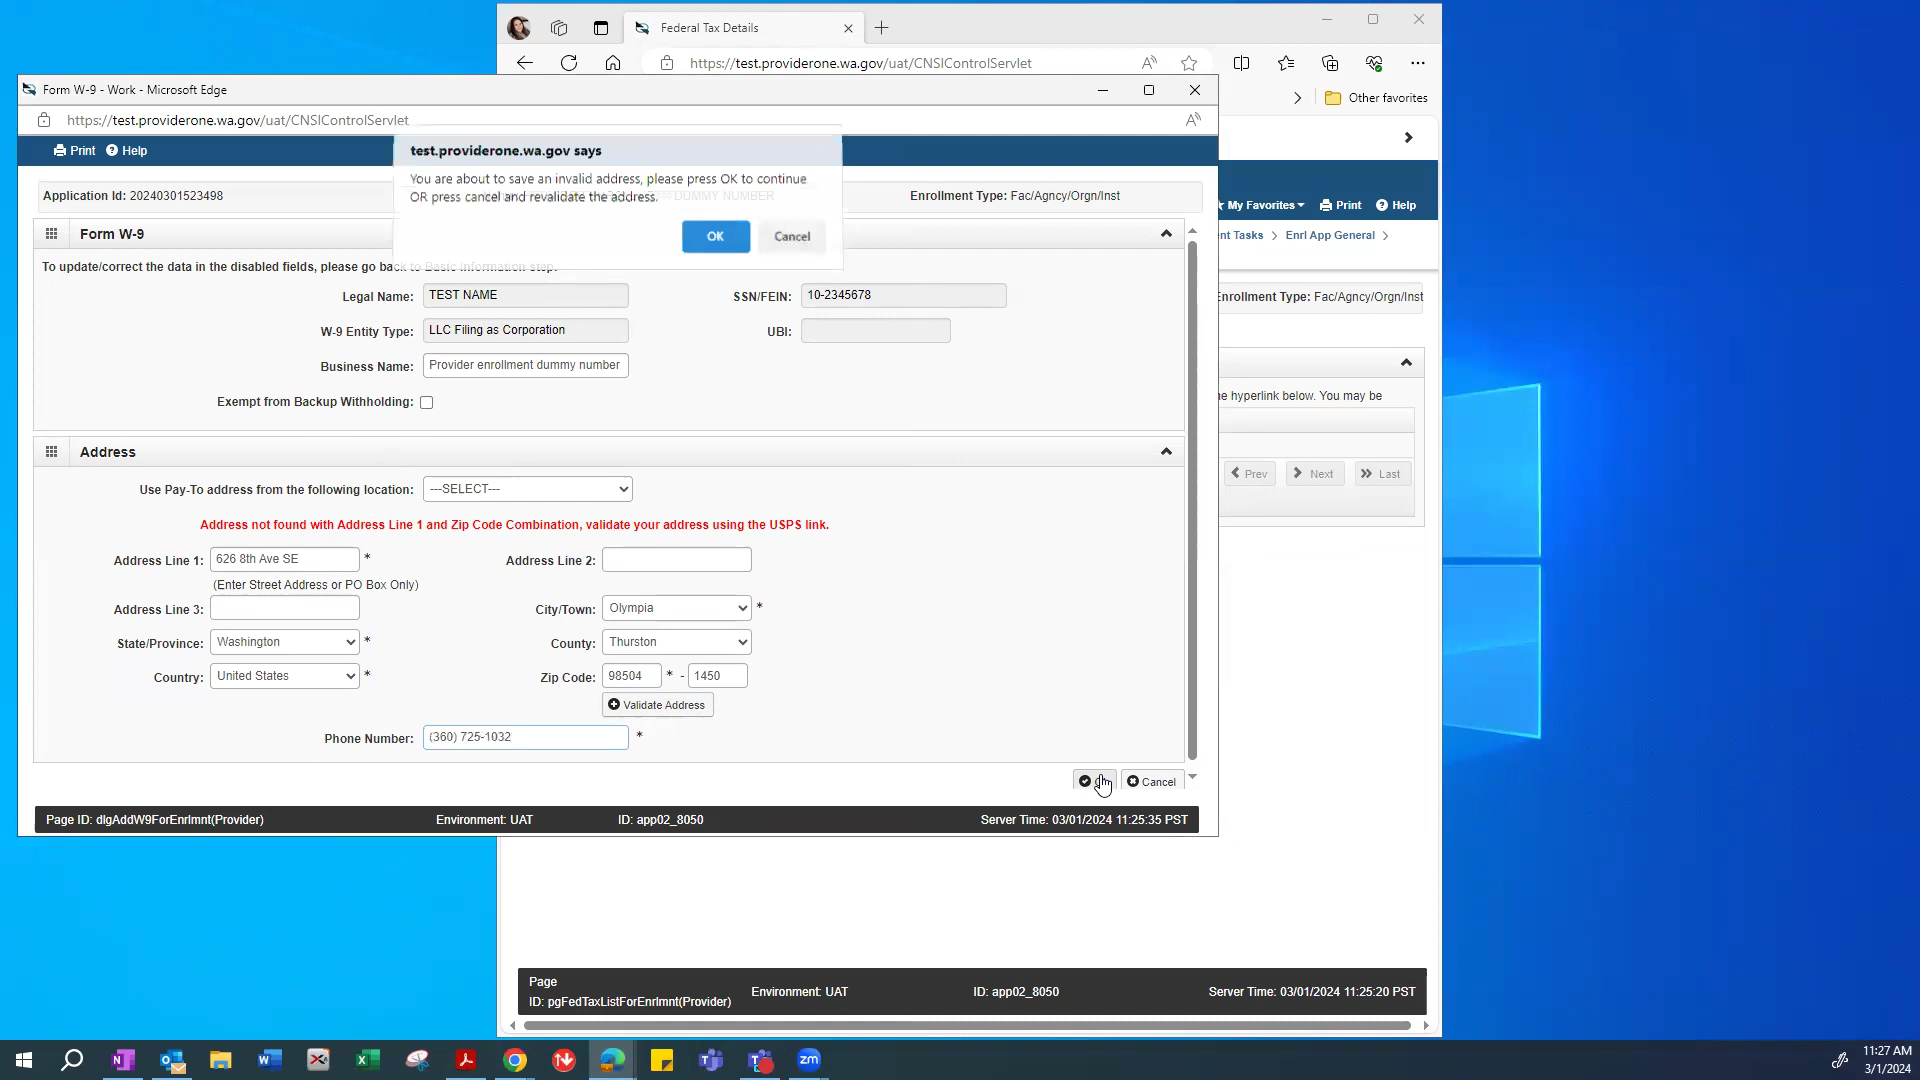 Federal Tax Details
https://test.providerone.wa.gov/uat/CNSIControlServlet
Other favorites
Form W-9 - Work - Microsoft Edge
https://test.providerone.wa.gov/uat/CNSIControlServlet
Print Help
test.providerone.wa.gov says
You are about to save an invalid address, please press OK to continue
OR press cancel and revalidate the address.
OK Cancel
Application Id: 20240301523498
DUMMY NUMBER
Enrollment Type: Fac/Agncy/Orgn/Inst
Form W-9
To update/correct the data in the disabled fields, please go back to Basic Information step.
Legal Name: TEST NAME
SSN/FEIN: 10-2345678
W-9 Entity Type: LLC Filing as Corporation
UBI:
Business Name: Provider enrollment dummy number
Exempt from Backup Withholding:
Address
Use Pay-To address from the following location: ---SELECT---
Address not found with Address Line 1 and Zip Code Combination, validate your address using the USPS link.
Address Line 1: 626 8th Ave SE *
Address Line 2:
(Enter Street Address or PO Box Only)
Address Line 3:
City/Town: Olympia *
State/Province: Washington *
County: Thurston
Country: United States *
Zip Code: 98504 * - 1450
Validate Address
Phone Number: (360) 725-1032 *
Cancel
Page ID: dlgAddW9ForEnrlmnt(Provider) Environment: UAT ID: app02_8050 Server Time: 03/01/2024 11:25:35 PST
My Favorites Print Help
nt Tasks > Enrl App General >
Enrollment Type: Fac/Agncy/Orgn/Inst
e hyperlink below. You may be
Prev Next Last
Page
ID: pgFedTaxListForEnrlmnt(Provider) Environment: UAT ID: app02_8050 Server Time: 03/01/2024 11:25:20 PST
zm
11:27 AM
3/1/2024